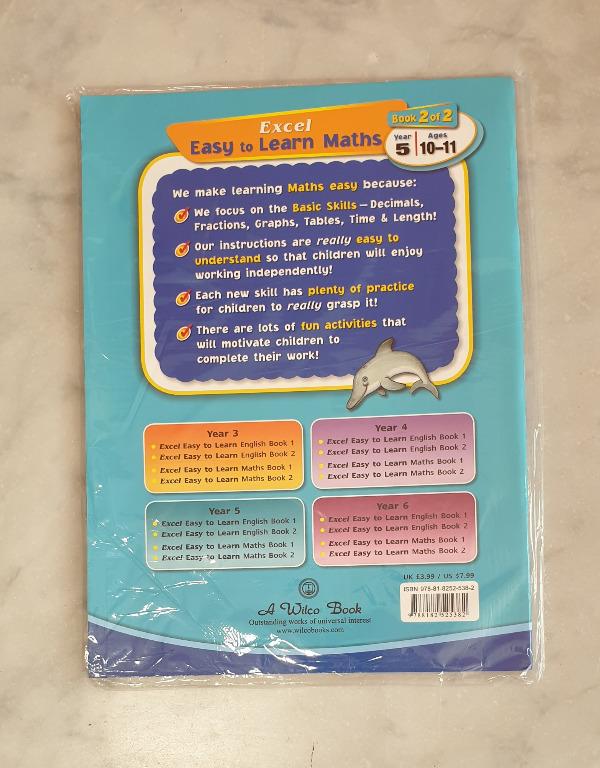 Excel
Easy to Learn Maths
Book 2 of 2
Year 5
Ages 10–11
We make learning Maths easy because:
We focus on the Basic Skills – Decimals,
Fractions, Graphs, Tables, Time & Length!
Our instructions are really easy to
understand so that children will enjoy
working independently!
Each new skill has plenty of practice
for children to really grasp it!
There are lots of fun activities that
will motivate children to
complete their work!
Year 3
Excel Easy to Learn English Book 1
Excel Easy to Learn English Book 2
Excel Easy to Learn Maths Book 1
Excel Easy to Learn Maths Book 2
Year 4
Excel Easy to Learn English Book 1
Excel Easy to Learn English Book 2
Excel Easy to Learn Maths Book 1
Excel Easy to Learn Maths Book 2
Year 5
Excel Easy to Learn English Book 1
Excel Easy to Learn English Book 2
Excel Easy to Learn Maths Book 1
Excel Easy to Learn Maths Book 2
Year 6
Excel Easy to Learn English Book 1
Excel Easy to Learn English Book 2
Excel Easy to Learn Maths Book 1
Excel Easy to Learn Maths Book 2
UK £3.99 / US $7.99
ISBN 978-81-8252-538-2
9 788182 525382
A Wilco Book
Outstanding works of universal interest
www.wilcobooks.com